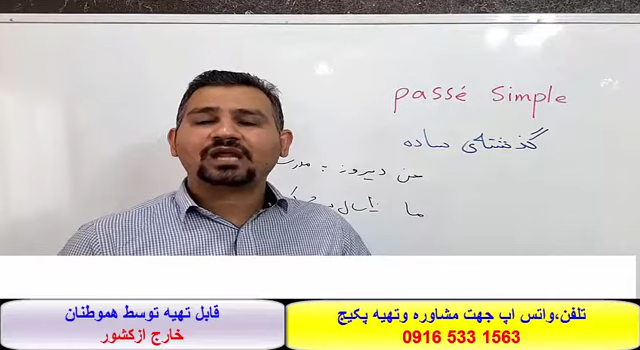 passé simple
گذشته‌ی ساده
من دیروز به
ما
تلفن،واتس اپ جهت مشاوره وتهیه پکیج
0916 533 1563
قابل تهیه توسط هموطنان
خارج ازکشور